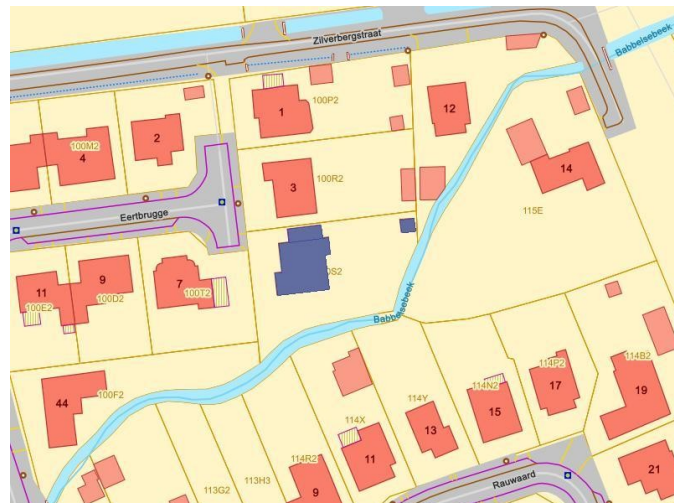 Zilverbergstraat
Babbelsebeek
100P2
1
12
2
100M2
4
14
3
100R2
115E
Eertbrugge
0S2
11
9
7
100E2
100D2
100T2
Babbelsebeek
44
100F2
114P2
114B2
114N2
17
19
15
114Y
114X
13
11
114R2
113H3
113G2
9
Rauwaard
21